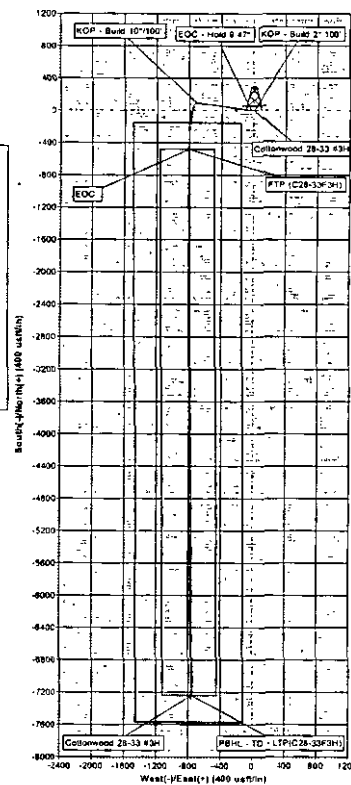 1200
KOP - Build 10°/100'
EOC - Hold 9.47°
KOP - Build 2° 100'
800
400
0
Cottonwood 28-33 #3H
-400
FTP (C28-33F3H)
-800
EOC
-1200
-1600
-2000
-2400
-2800
-3200
-3600
South(-)/North(+) (400 usft/in)
-4000
-4400
-4800
-5200
-5600
-6000
-6400
-6800
-7200
-7600
Cottonwood 28-33 #3H
PBHL - TD - LTP(C28-33F3H)
-8000
-2400 -2000 -1600 -1200 -800 -400 0 400 800 1200
West(-)/East(+) (400 usft/in)